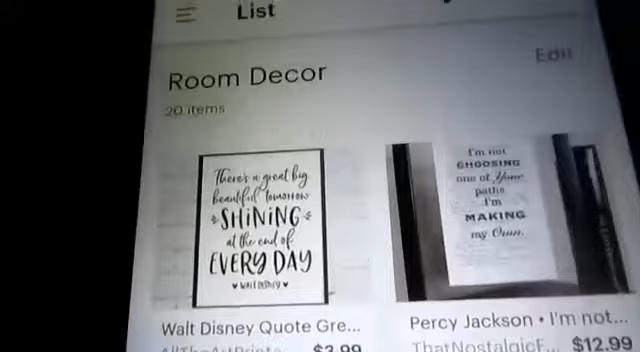 List
Edit
Room Decor
20 items
There's a great big
beautiful tomorrow
SHINING
at the end of
EVERY DAY
WALT DISNEY
I'm not
CHOOSING
one of Your
paths
I'm
MAKING
my Own.
Walt Disney Quote Gre...
$3.99
Percy Jackson • I'm not...
ThatNostalgicF...
$12.99